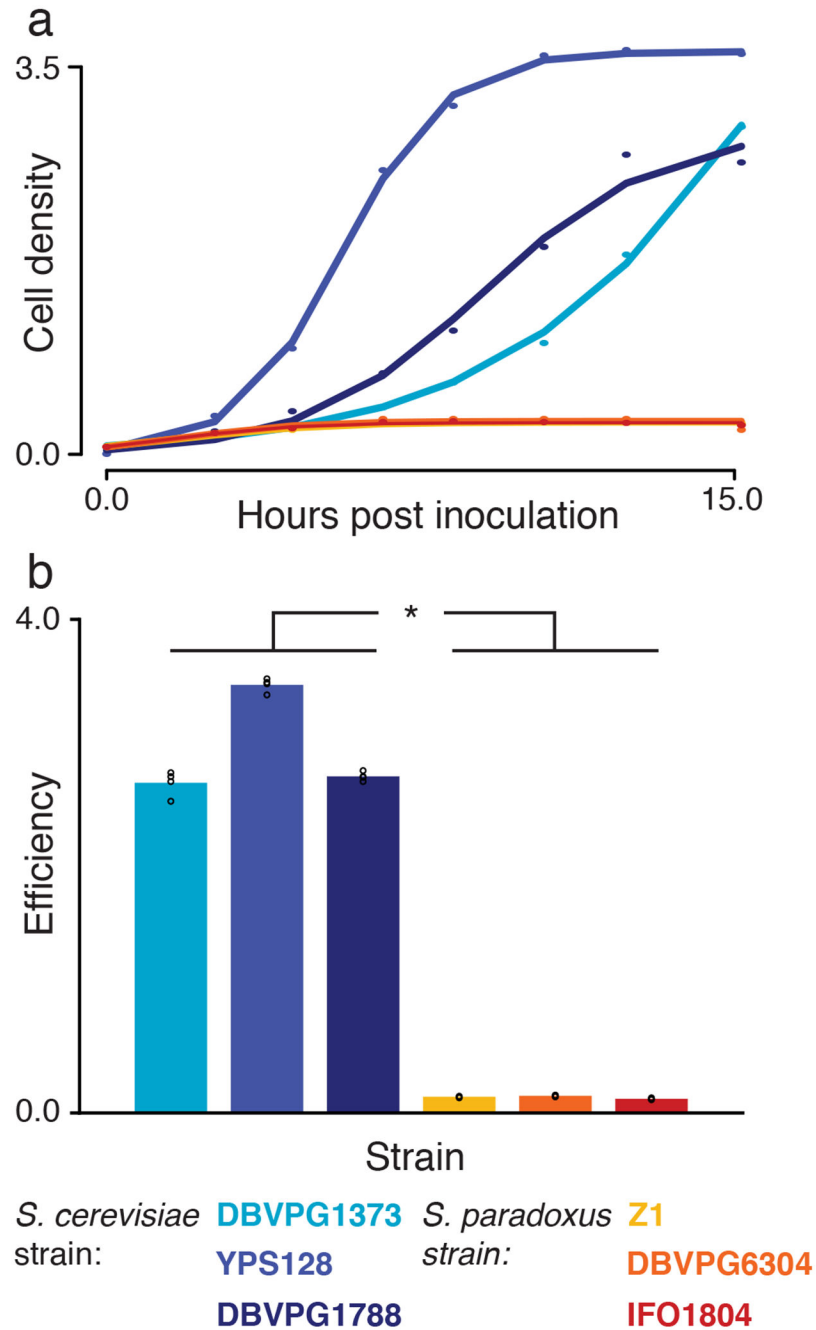 a
3.5
Cell density
0.0
0.0 15.0
Hours post inoculation
b
4.0
*
Efficiency
0.0
Strain
S. cerevisiae DBVPG1373 S. paradoxus Z1
strain: YPS128 strain: DBVPG6304
DBVPG1788 IFO1804